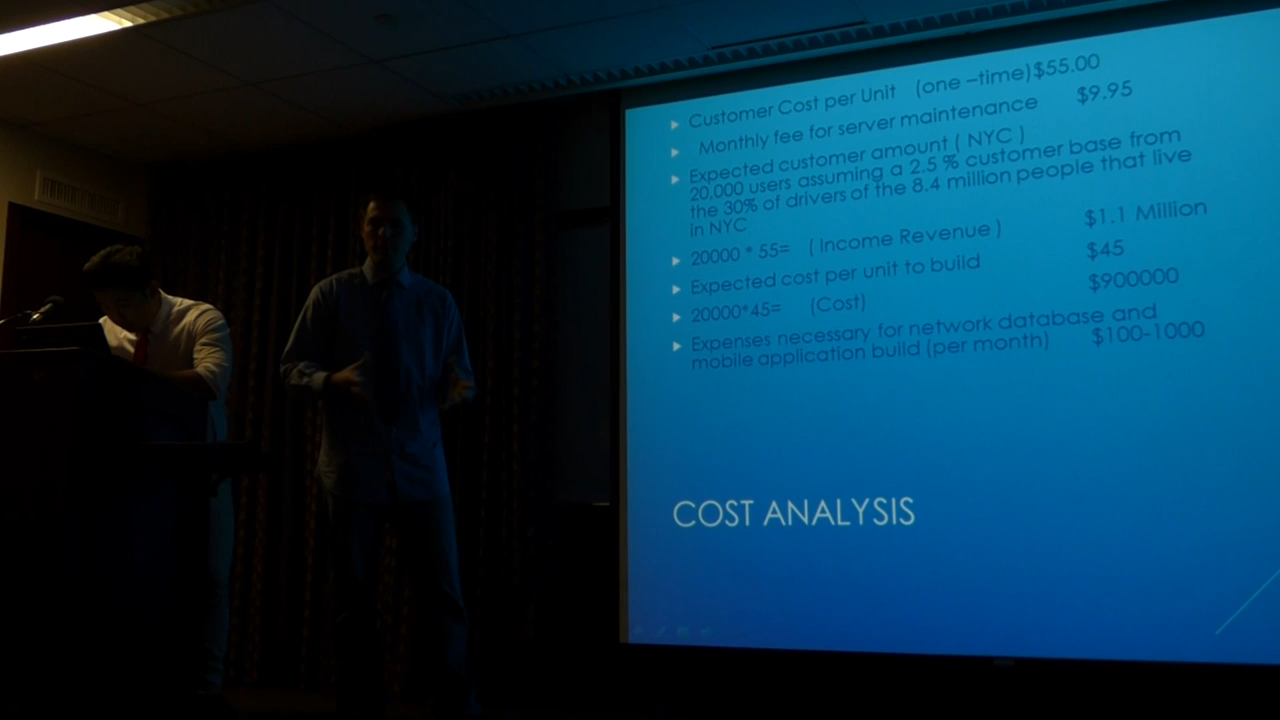 Customer Cost per Unit (one –time)$55.00
Monthly fee for server maintenance $9.95
Expected customer amount ( NYC )
20,000 users assuming a 2.5 % customer base from
the 30% of drivers of the 8.4 million people that live
in NYC
20000 * 55= ( Income Revenue ) $1.1 Million
Expected cost per unit to build $45
20000*45= (Cost) $900000
Expenses necessary for network database and
mobile application build (per month) $100-1000
COST ANALYSIS